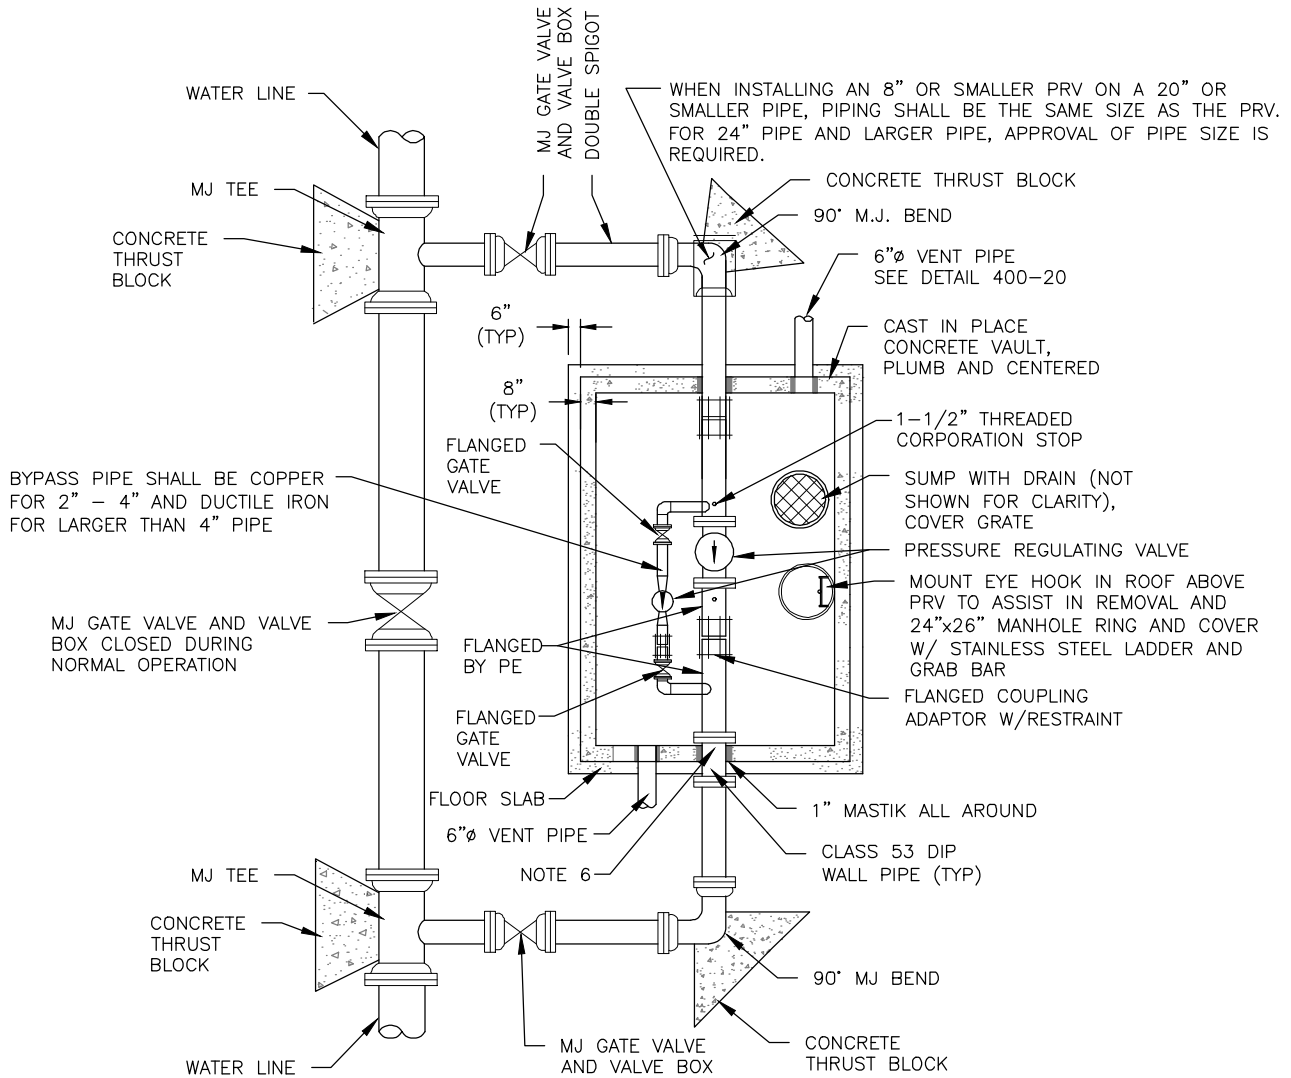 MJ GATE VALVE
AND VALVE BOX
DOUBLE SPIGOT
WATER LINE
WHEN INSTALLING AN 8" OR SMALLER PRV ON A 20" OR
SMALLER PIPE, PIPING SHALL BE THE SAME SIZE AS THE PRV.
FOR 24" PIPE AND LARGER PIPE, APPROVAL OF PIPE SIZE IS
REQUIRED.
MJ TEE
CONCRETE THRUST BLOCK
90° M.J. BEND
CONCRETE
THRUST
BLOCK
6"ø VENT PIPE
SEE DETAIL 400-20
6"
(TYP)
CAST IN PLACE
CONCRETE VAULT,
PLUMB AND CENTERED
8"
(TYP)
1-1/2" THREADED
CORPORATION STOP
FLANGED
GATE
VALVE
BYPASS PIPE SHALL BE COPPER
FOR 2" - 4" AND DUCTILE IRON
FOR LARGER THAN 4" PIPE
SUMP WITH DRAIN (NOT
SHOWN FOR CLARITY),
COVER GRATE
PRESSURE REGULATING VALVE
MOUNT EYE HOOK IN ROOF ABOVE
PRV TO ASSIST IN REMOVAL AND
24"x26" MANHOLE RING AND COVER
W/ STAINLESS STEEL LADDER AND
GRAB BAR
MJ GATE VALVE AND VALVE
BOX CLOSED DURING
NORMAL OPERATION
FLANGED
BY PE
FLANGED COUPLING
ADAPTOR W/RESTRAINT
FLANGED
GATE
VALVE
FLOOR SLAB
1" MASTIK ALL AROUND
6"ø VENT PIPE
CLASS 53 DIP
WALL PIPE (TYP)
NOTE 6
MJ TEE
CONCRETE
THRUST
BLOCK
90° MJ BEND
MJ GATE VALVE
AND VALVE BOX
CONCRETE
THRUST BLOCK
WATER LINE